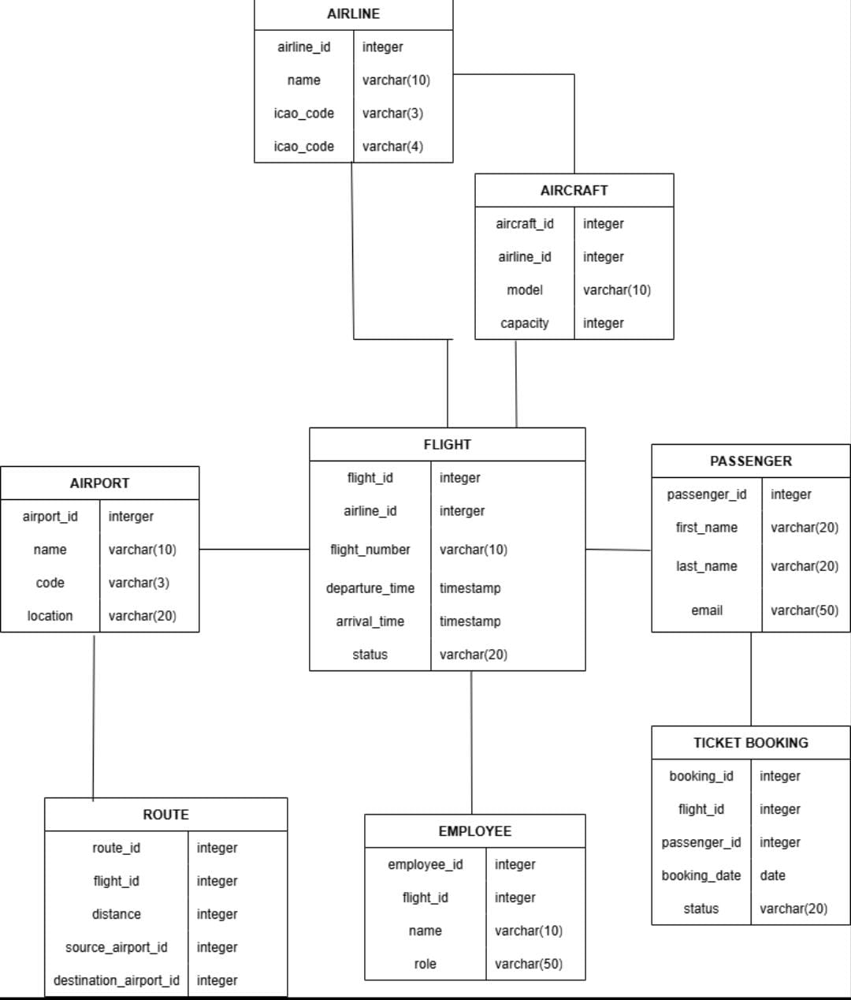 AIRLINE
airline_id integer
name varchar(10)
icao_code varchar(3)
icao_code varchar(4)
AIRCRAFT
aircraft_id integer
airline_id integer
model varchar(10)
capacity integer
FLIGHT
flight_id integer
airline_id interger
flight_number varchar(10)
departure_time timestamp
arrival_time timestamp
status varchar(20)
AIRPORT
airport_id interger
name varchar(10)
code varchar(3)
location varchar(20)
PASSENGER
passenger_id integer
first_name varchar(20)
last_name varchar(20)
email varchar(50)
TICKET BOOKING
booking_id integer
flight_id integer
passenger_id integer
booking_date date
status varchar(20)
ROUTE
route_id integer
flight_id integer
distance integer
source_airport_id integer
destination_airport_id integer
EMPLOYEE
employee_id integer
flight_id integer
name varchar(10)
role varchar(50)